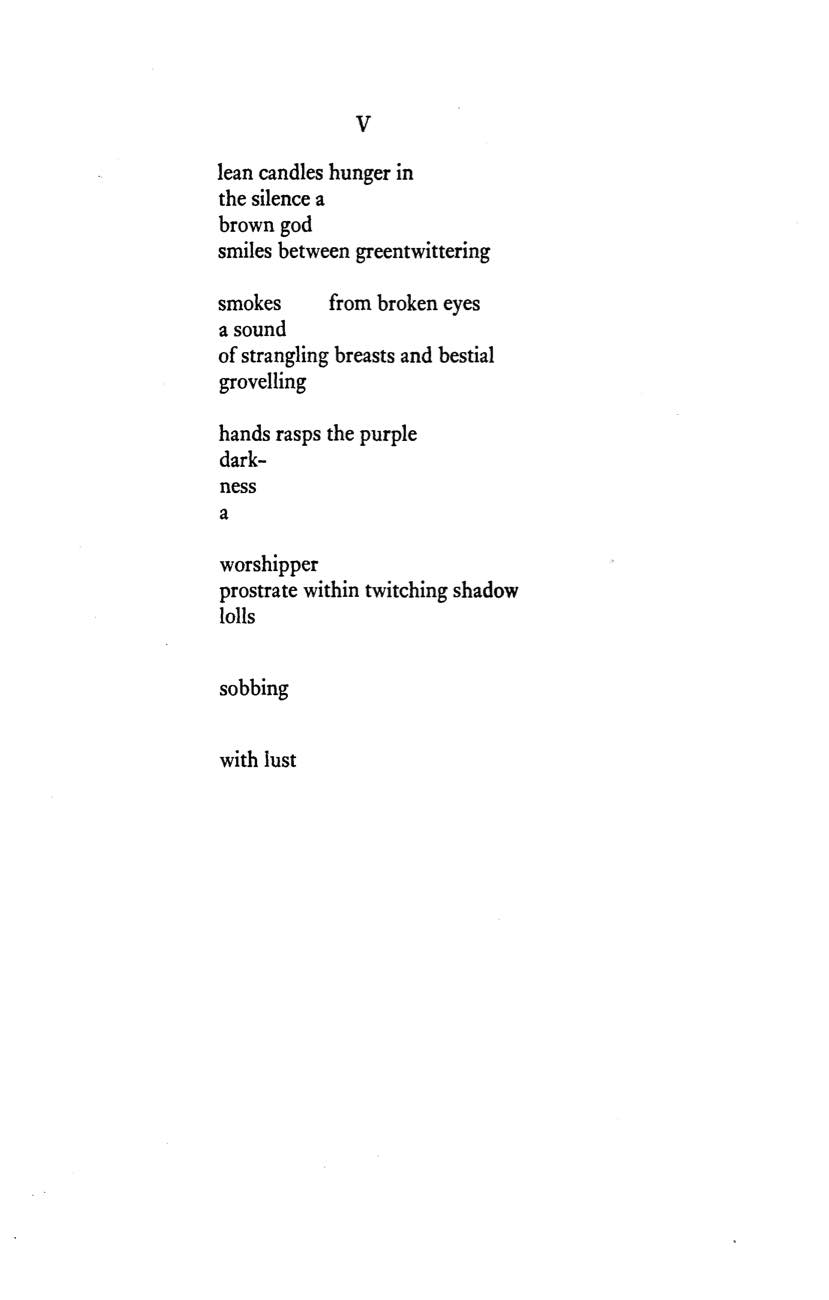 V
lean candles hunger in
the silence a
brown god
smiles between greentwittering
smokes from broken eyes
a sound
of strangling breasts and bestial
grovelling
hands rasps the purple
dark-
ness
a
worshipper
prostrate within twitching shadow
lolls
sobbing
with lust